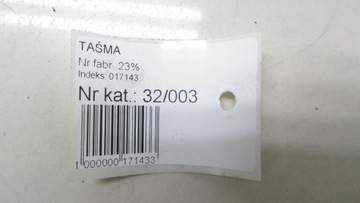 TAŚMA
Nr fabr. 23%
Indeks: 017143
Nr kat.: 32/003
1 000000 171433